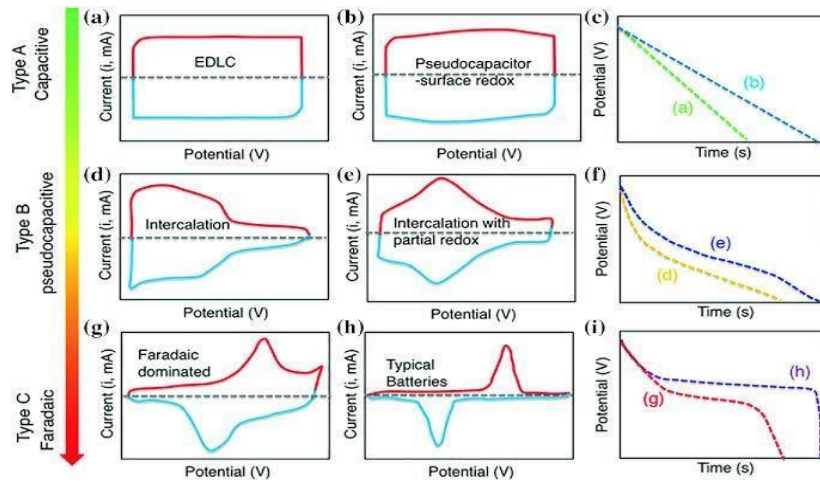 Type A
Capacitive
(a)
EDLC
Current (i, mA)
Potential (V)
(b)
Pseudocapacitor
-surface redox
Current (i, mA)
Potential (V)
(c)
(b)
(a)
Potential (V)
Time (s)
Type B
pseudocapacitive
(d)
Intercalation
Current (i, mA)
Potential (V)
(e)
Intercalation with
partial redox
Current (i, mA)
Potential (V)
(f)
(e)
(d)
Potential (V)
Time (s)
Type C
Faradaic
(g)
Faradaic
dominated
Current (i, mA)
Potential (V)
(h)
Typical
Batteries
Current (i, mA)
Potential (V)
(i)
(h)
(g)
Potential (V)
Time (s)